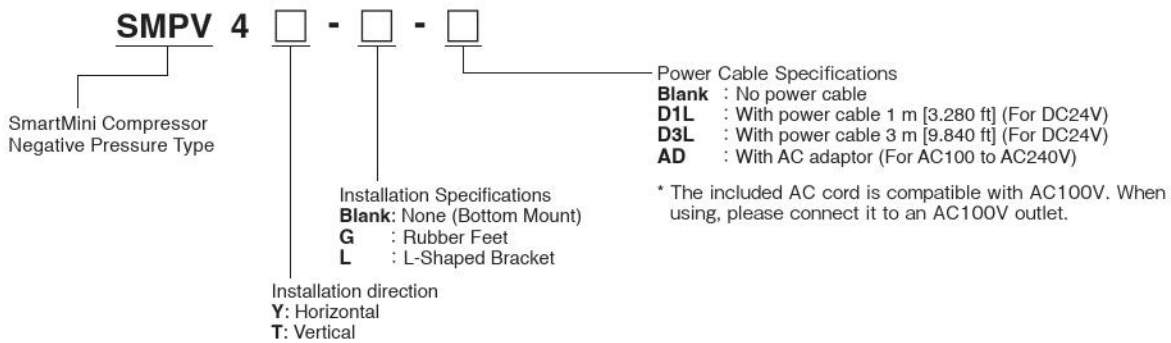 SMPV 4 □ - □ - □
SmartMini Compressor
Negative Pressure Type
Power Cable Specifications
Blank : No power cable
D1L : With power cable 1 m [3.280 ft] (For DC24V)
D3L : With power cable 3 m [9.840 ft] (For DC24V)
AD : With AC adaptor (For AC100 to AC240V)
* The included AC cord is compatible with AC100V. When
using, please connect it to an AC100V outlet.
Installation Specifications
Blank: None (Bottom Mount)
G : Rubber Feet
L : L-Shaped Bracket
Installation direction
Y: Horizontal
T: Vertical